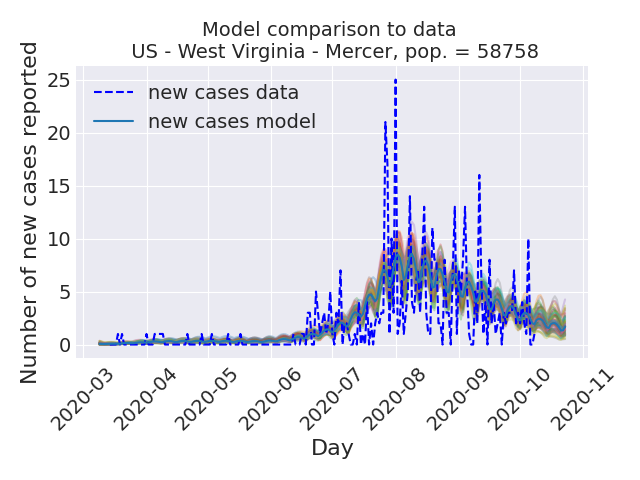 Model comparison to data
US - West Virginia - Mercer, pop. = 58758
Number of new cases reported
25
20
15
10
5
0
new cases data
new cases model
2020-03
2020-04
2020-05
2020-06
2020-07
2020-08
2020-09
2020-10
2020-11
Day